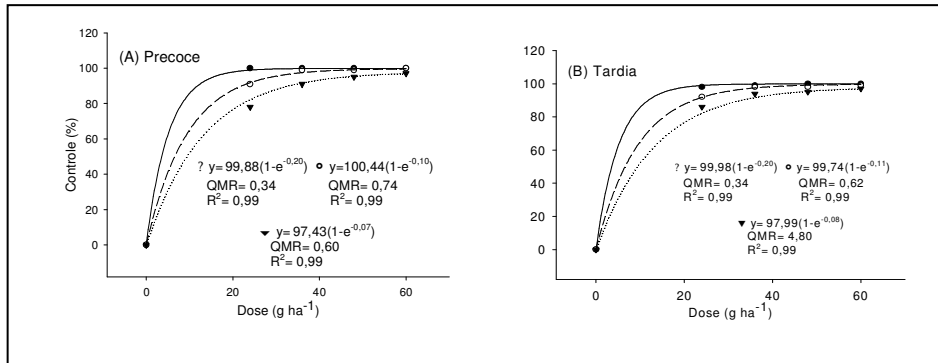 (A) Precoce
120
100
80
60
40
20
0
Controle (%)
? y= 99,88(1-e-0,20)
QMR= 0,34
R2= 0,99
y=100,44(1-e-0,10)
QMR= 0,74
R2= 0,99
y= 97,43(1-e-0,07)
QMR= 0,60
R2= 0,99
0 20 40 60
Dose (g ha-1)
(B) Tardia
120
100
80
60
40
20
0
? y= 99,98(1-e-0,20)
QMR= 0,34
R2= 0,99
y= 99,74(1-e-0,11)
QMR= 0,62
R2= 0,99
y= 97,99(1-e-0,08)
QMR= 4,80
R2= 0,99
0 20 40 60
Dose (g ha-1)